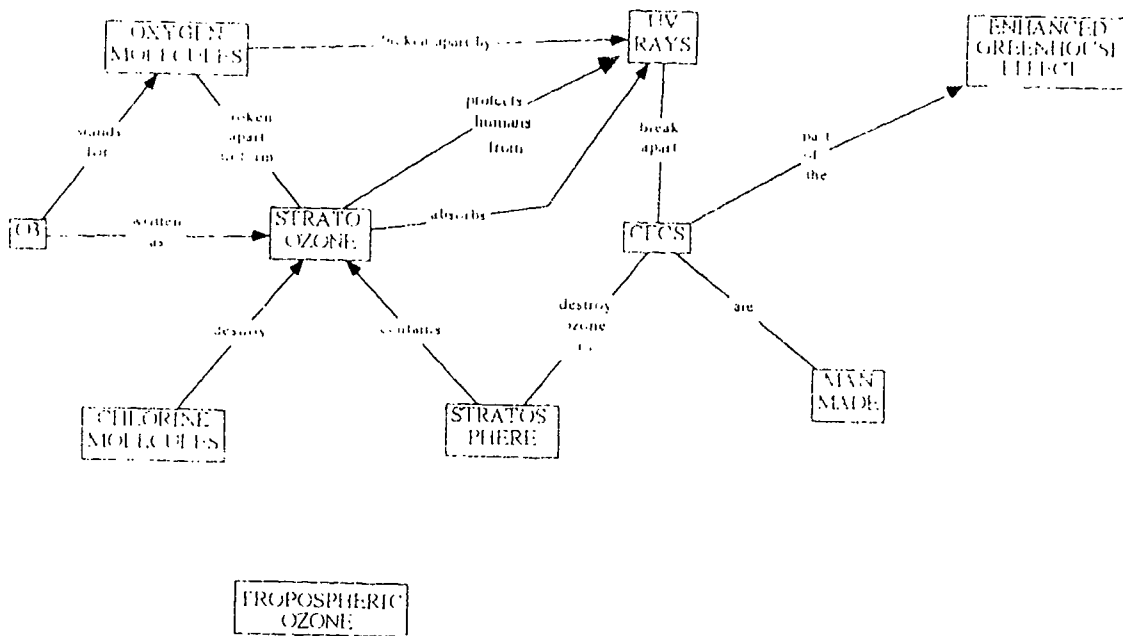 OXYGEN
MOLECULES
broken apart by
UV
RAYS
ENHANCED
GREENHOUSE
EFFECT
stands
for
apart
protects
humans
from
break
apart
part
of
the
O3
written
as
STRATO
OZONE
absorbs
CFCS
destroy
contains
destroy
ozone
are
CHLORINE
MOLECULES
STRATOS
PHERE
MAN
MADE
TROPOSPHERIC
OZONE